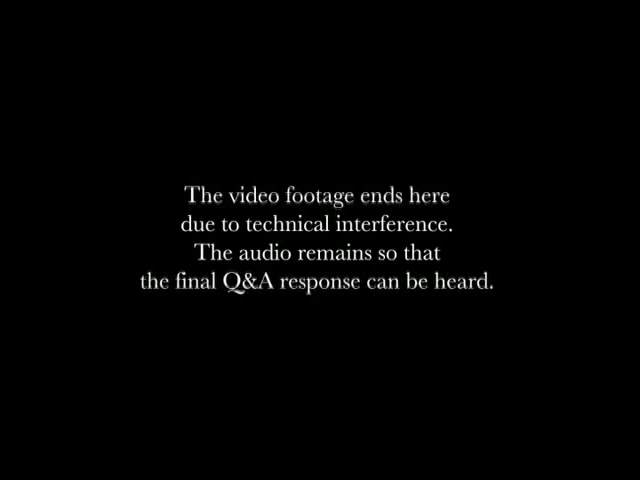 The video footage ends here
due to technical interference.
The audio remains so that
the final Q&A response can be heard.